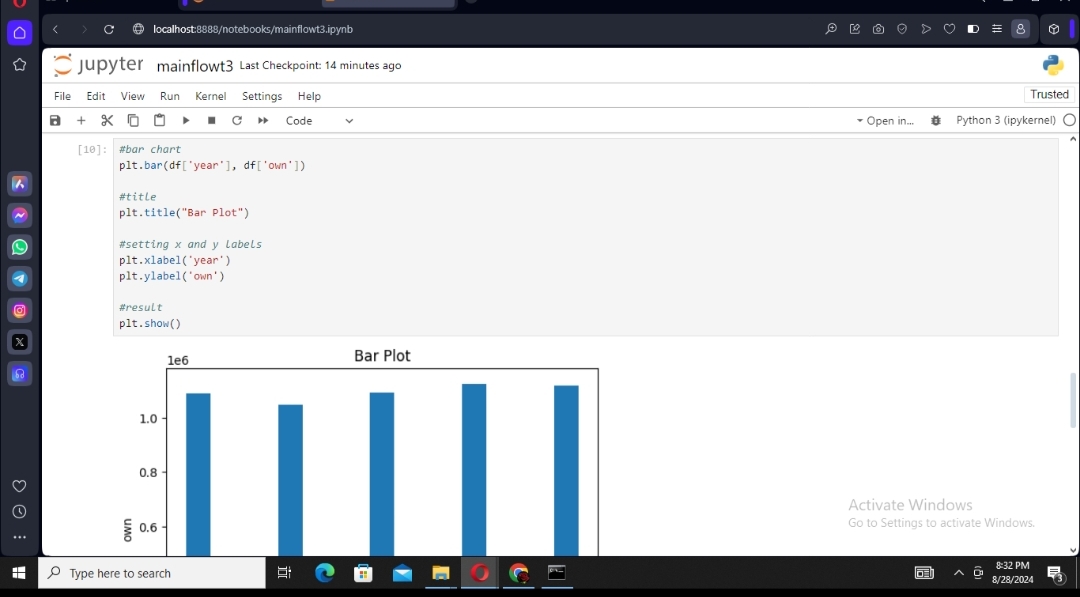 localhost:8888/notebooks/mainflowt3.ipynb
jupyter mainflowt3 Last Checkpoint: 14 minutes ago
File Edit View Run Kernel Settings Help
Trusted
Code
Open in...
Python 3 (ipykernel)
[10]:
#bar chart
plt.bar(df['year'], df['own'])
#title
plt.title("Bar Plot")
#setting x and y labels
plt.xlabel('year')
plt.ylabel('own')
#result
plt.show()
1e6
Bar Plot
1.0
0.8
0.6
own
Activate Windows
Go to Settings to activate Windows.
Type here to search
8:32 PM
8/28/2024
3